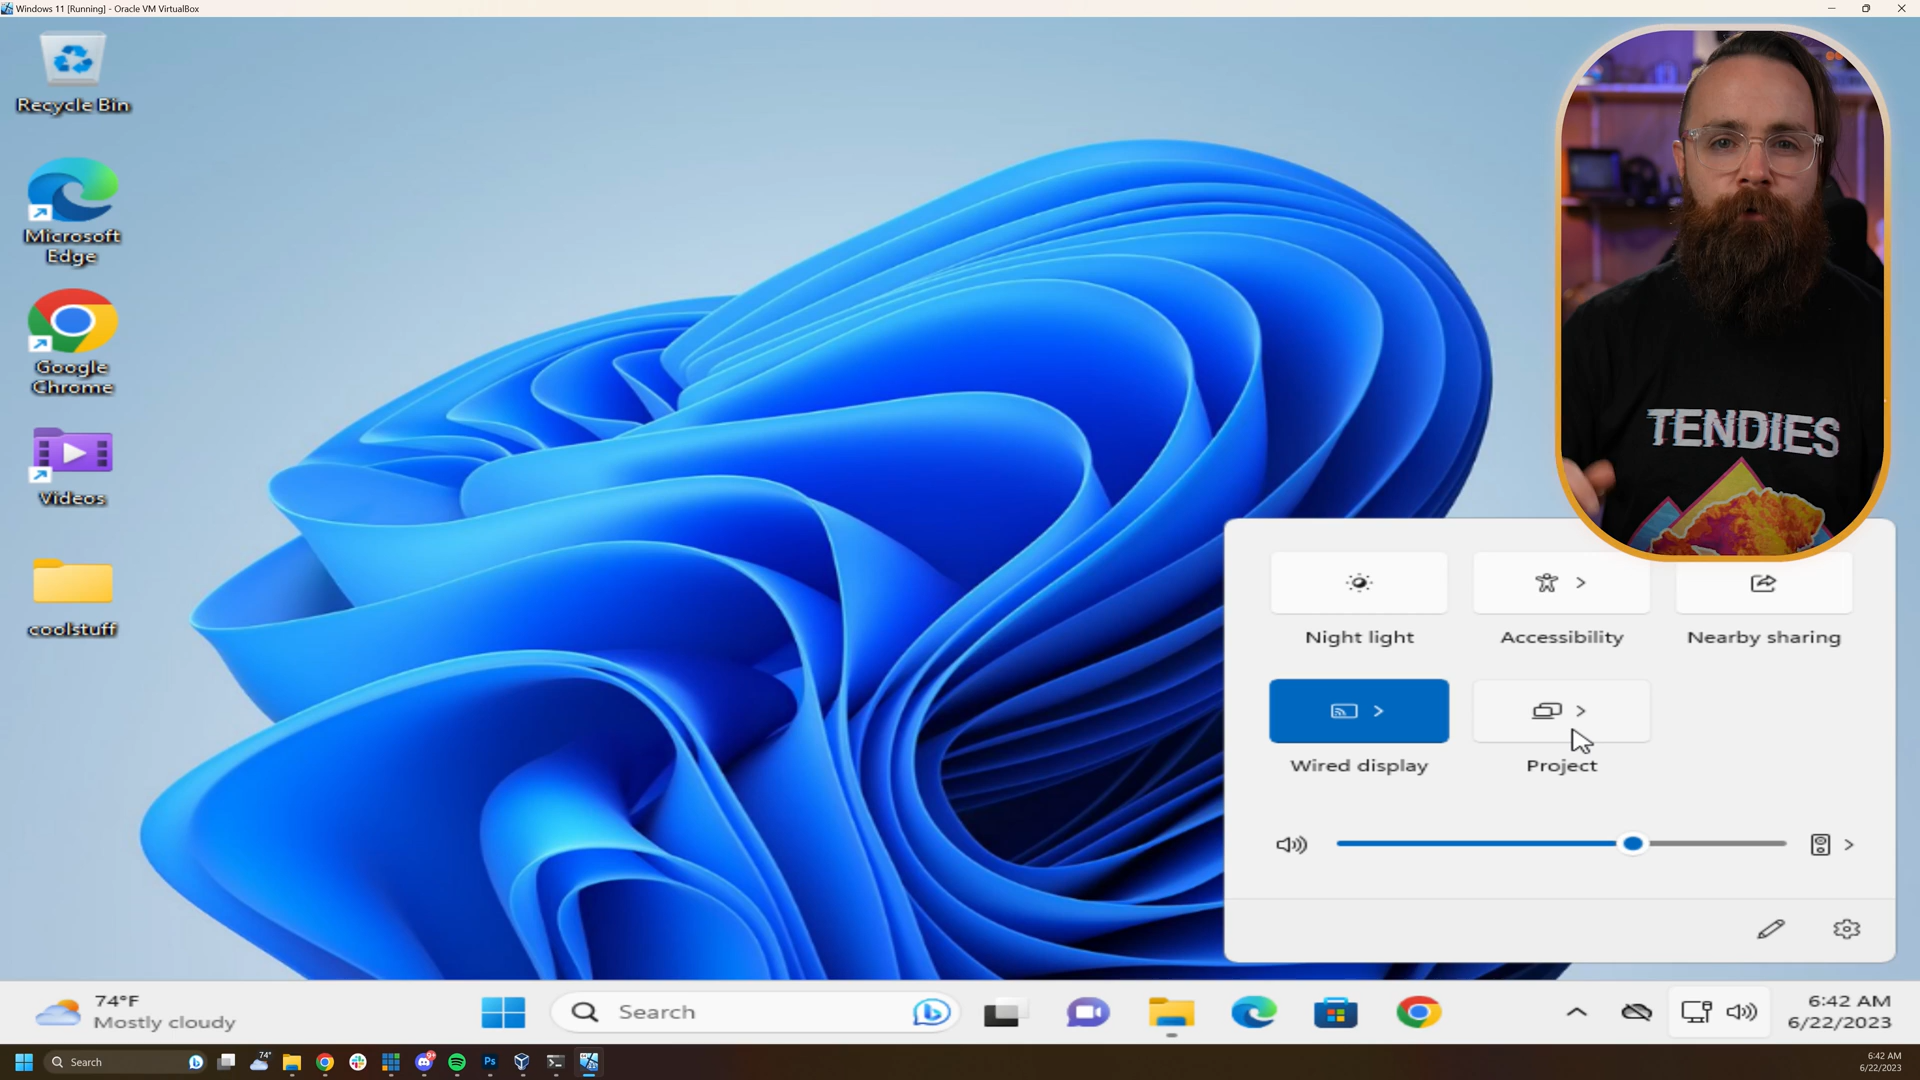 Windows 11 [Running] - Oracle VM VirtualBox
Recycle Bin
Microsoft
Edge
Google
Chrome
Videos
coolstuff
TENDIES
Night light
Accessibility
Nearby sharing
Wired display
Project
74°F
Mostly cloudy
Search
6:42 AM
6/22/2023
Search
74°
Ps
6:42 AM
6/22/2023